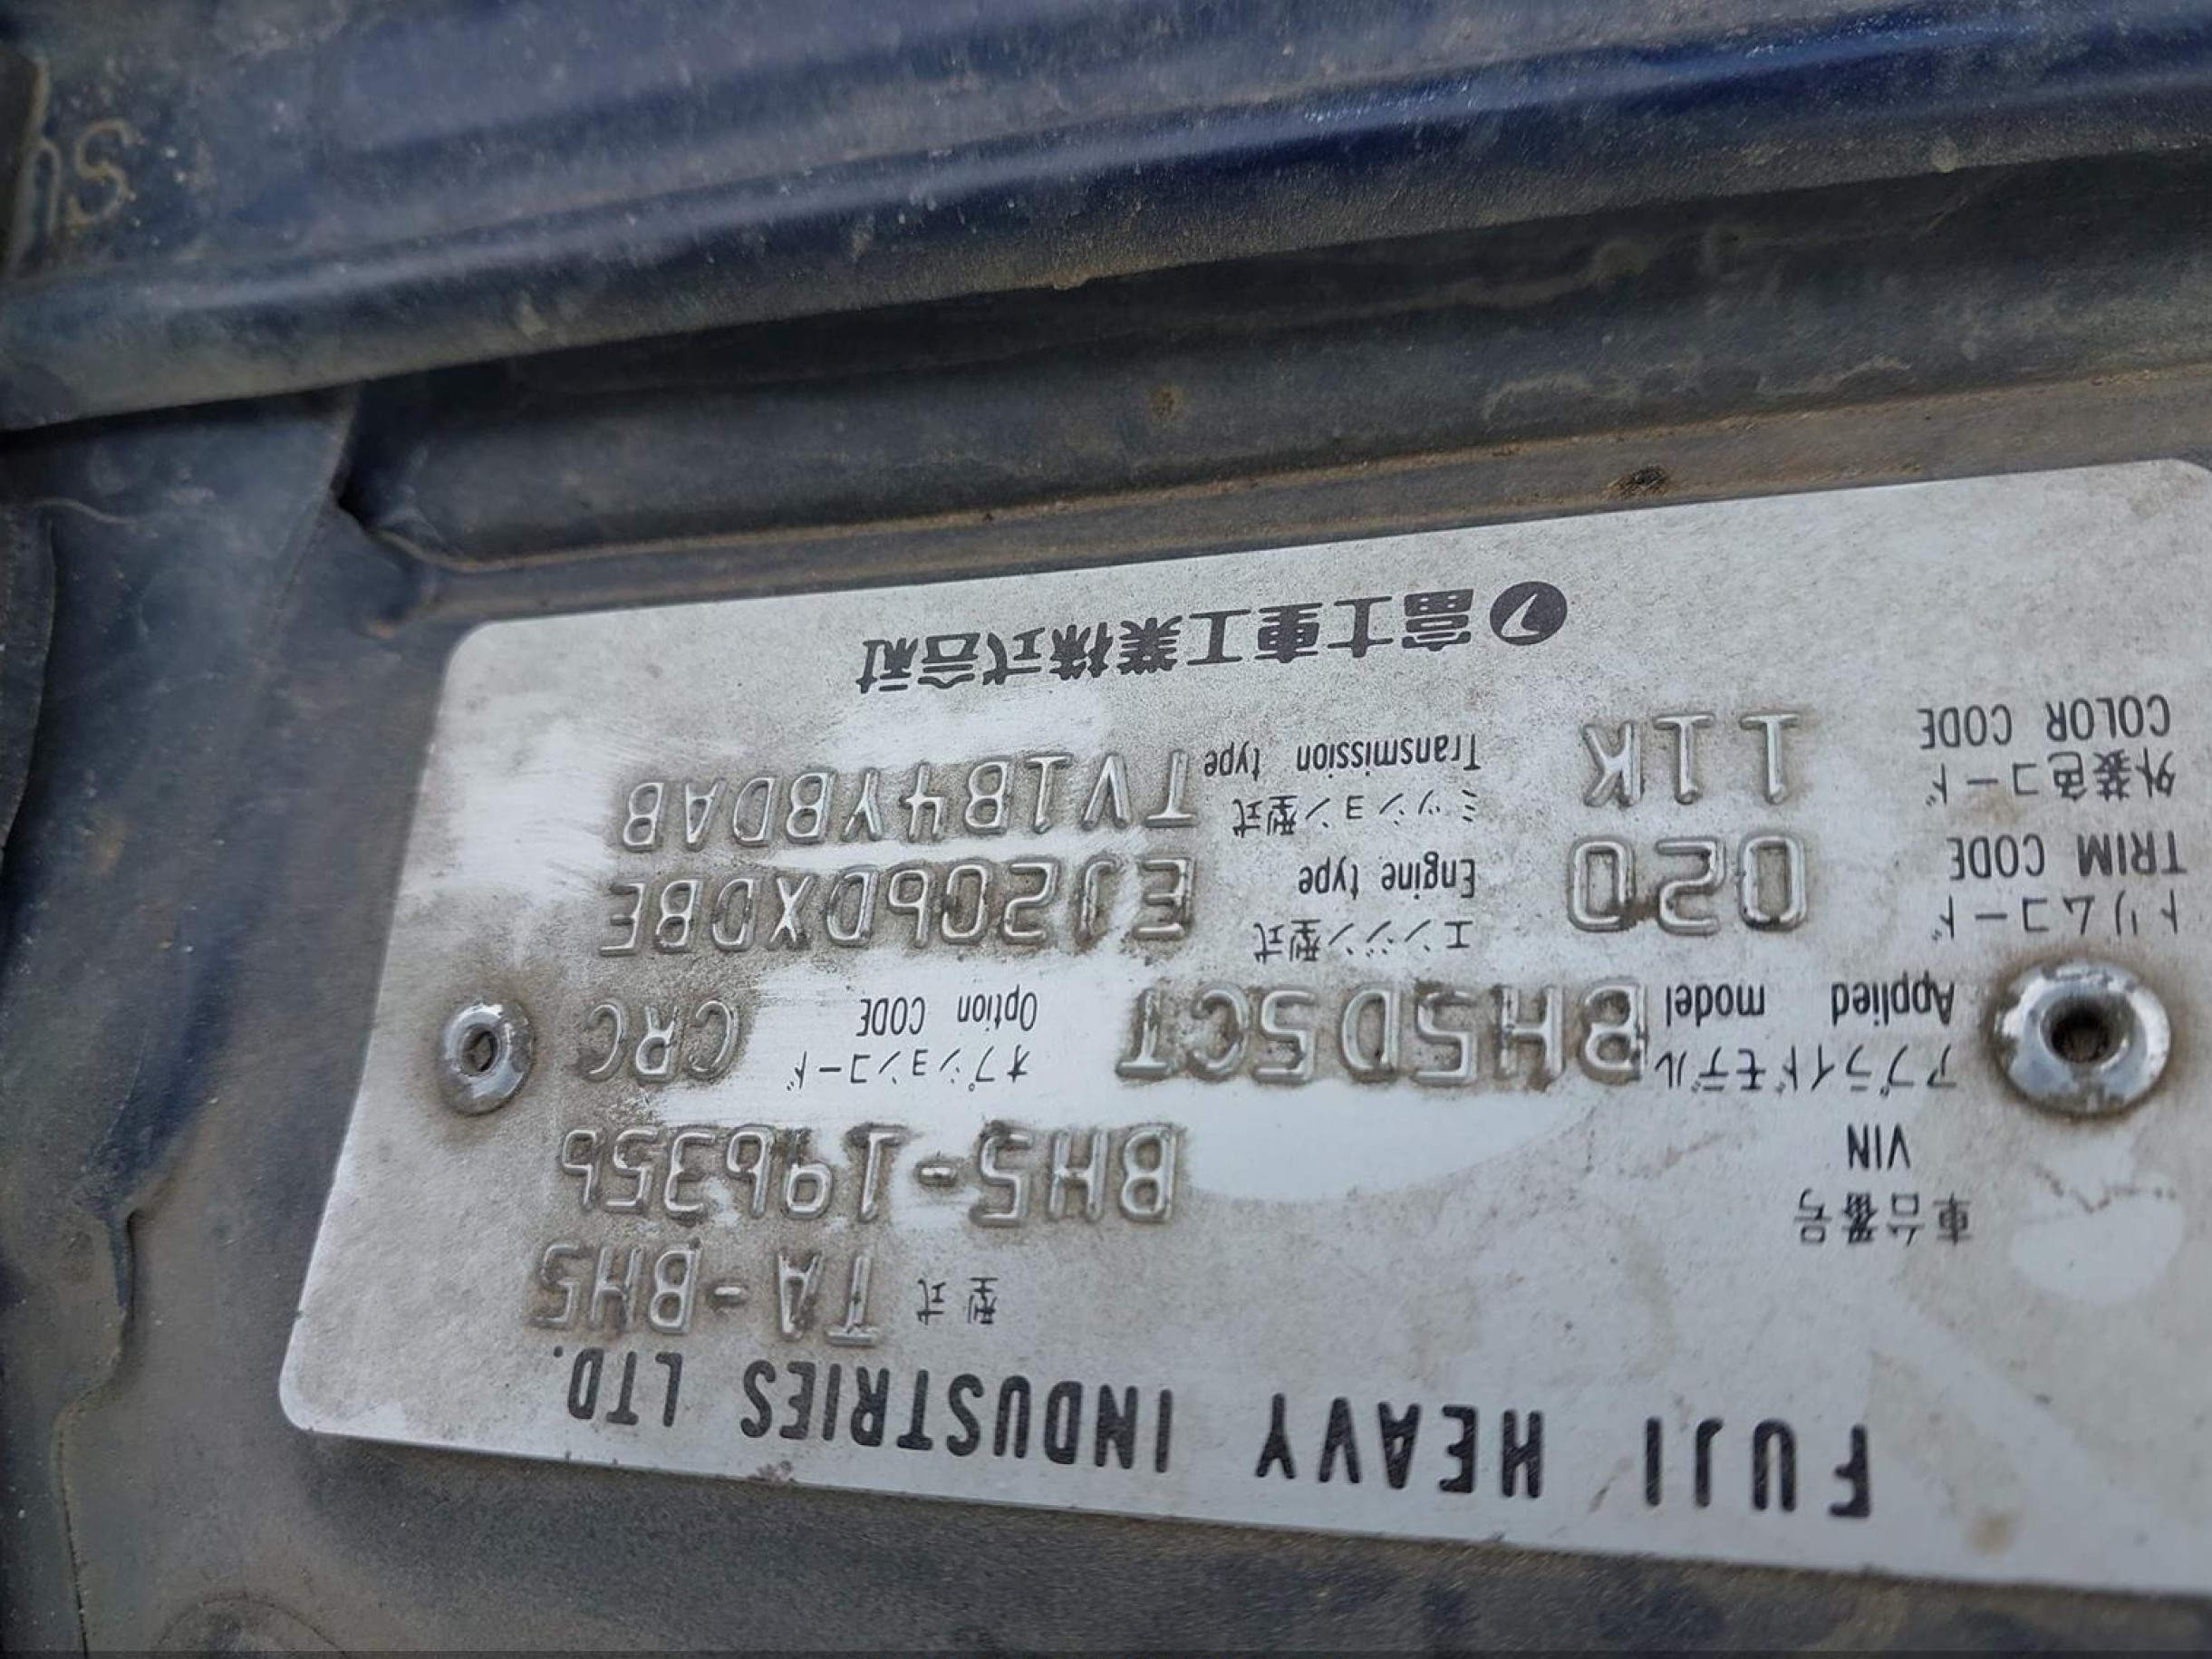 FUJI HEAVY INDUSTRIES LTD.
型式 TA-BH5
車台番号
VIN BH5-196356
アプライドモデル オプションコード
Applied model BH5D5CT Option CODE CRC
トリムコード エンジン型式
TRIM CODE 020 Engine type EJ206DXDBE
外装色コード ミッション型式
COLOR CODE 11K Transmission type TV1B4YBDAB
富士重工業株式会社